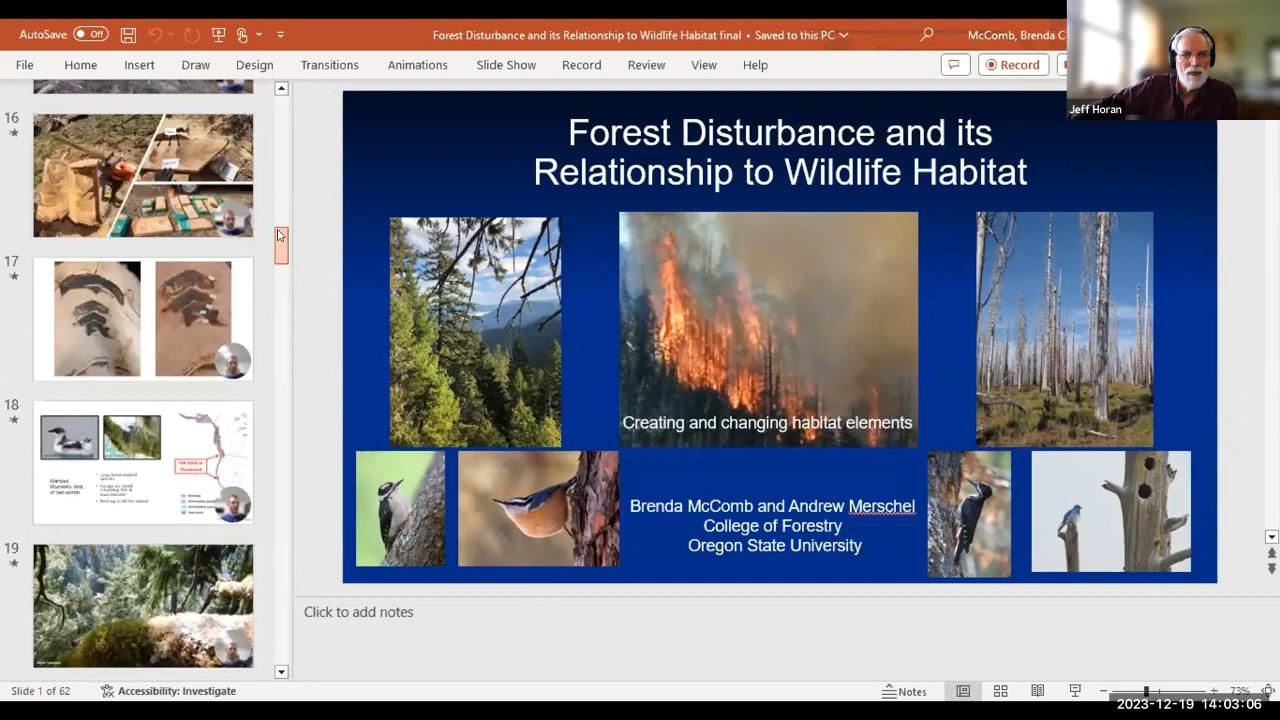 AutoSave Off
Forest Disturbance and its Relationship to Wildlife Habitat final • Saved to this PC
McComb, Brenda C
File Home Insert Draw Design Transitions Animations Slide Show Record Review View Help
Record
Jeff Horan
16
17
18
19
Marbled
Forest Disturbance and its
Relationship to Wildlife Habitat
Creating and changing habitat elements
Brenda McComb and Andrew Merschel
College of Forestry
Oregon State University
Click to add notes
Slide 1 of 62
Accessibility: Investigate
Notes
73%
2023-12-19 14:03:06